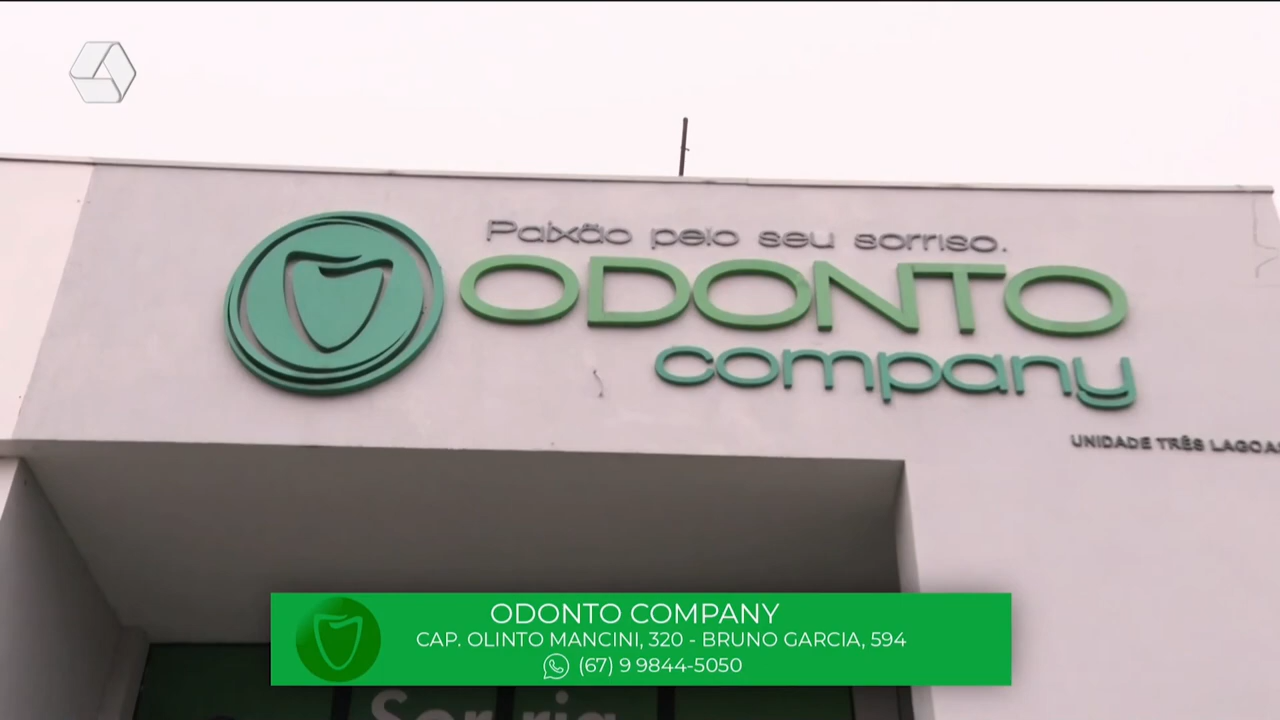 Paixão pelo seu sorriso.
ODONTO
company
UNIDADE TRÊS LAGOAS
ODONTO COMPANY
CAP. OLINTO MANCINI, 320 - BRUNO GARCIA, 594
(67) 9 9844-5050